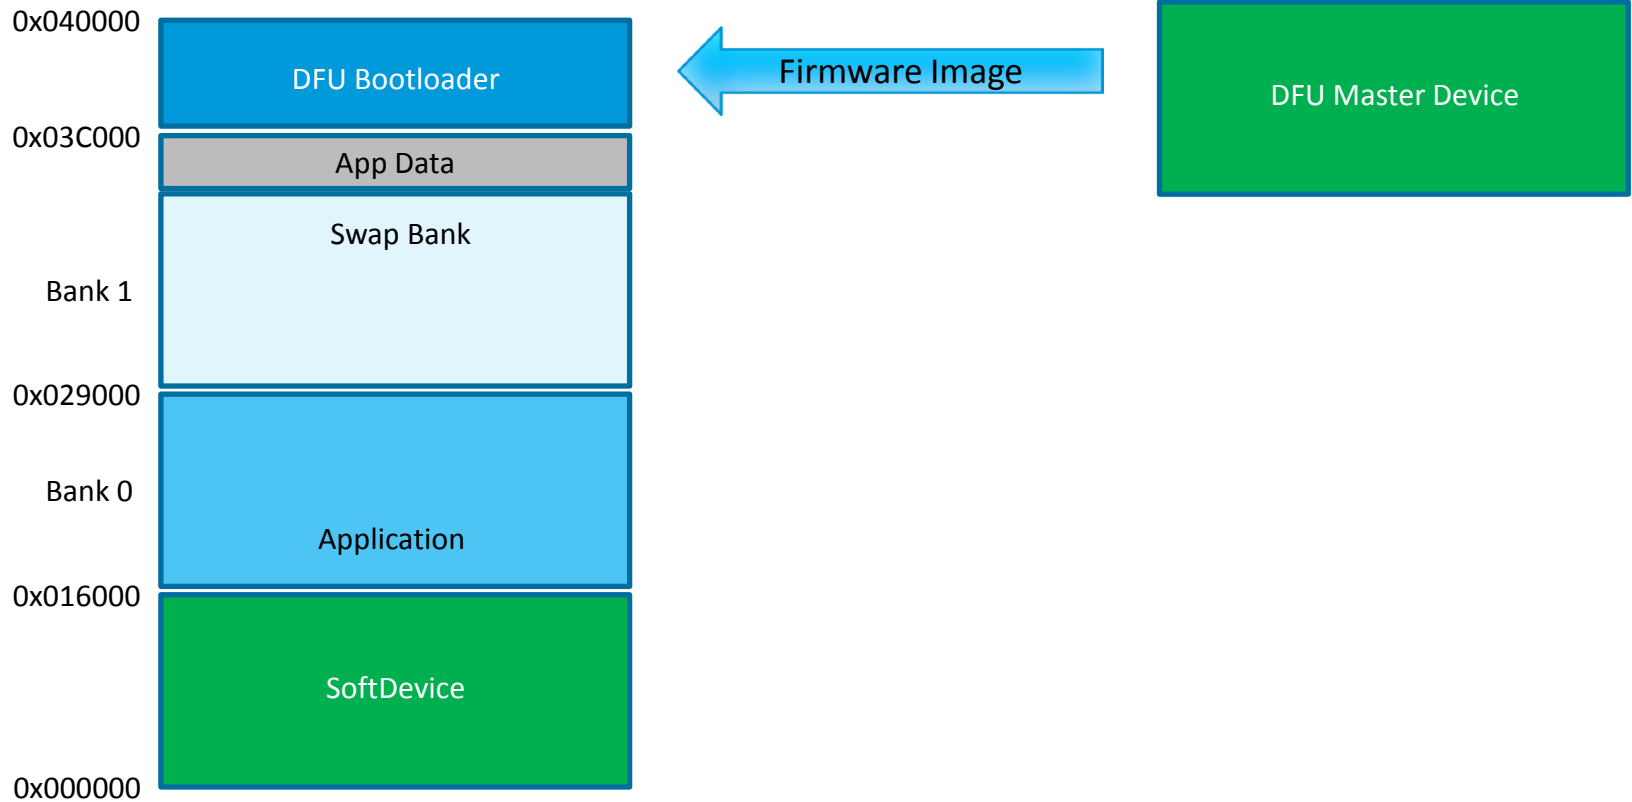 0x040000
DFU Bootloader
Firmware Image
DFU Master Device
0x03C000
App Data
Swap Bank
Bank 1
0x029000
Bank 0
Application
0x016000
SoftDevice
0x000000